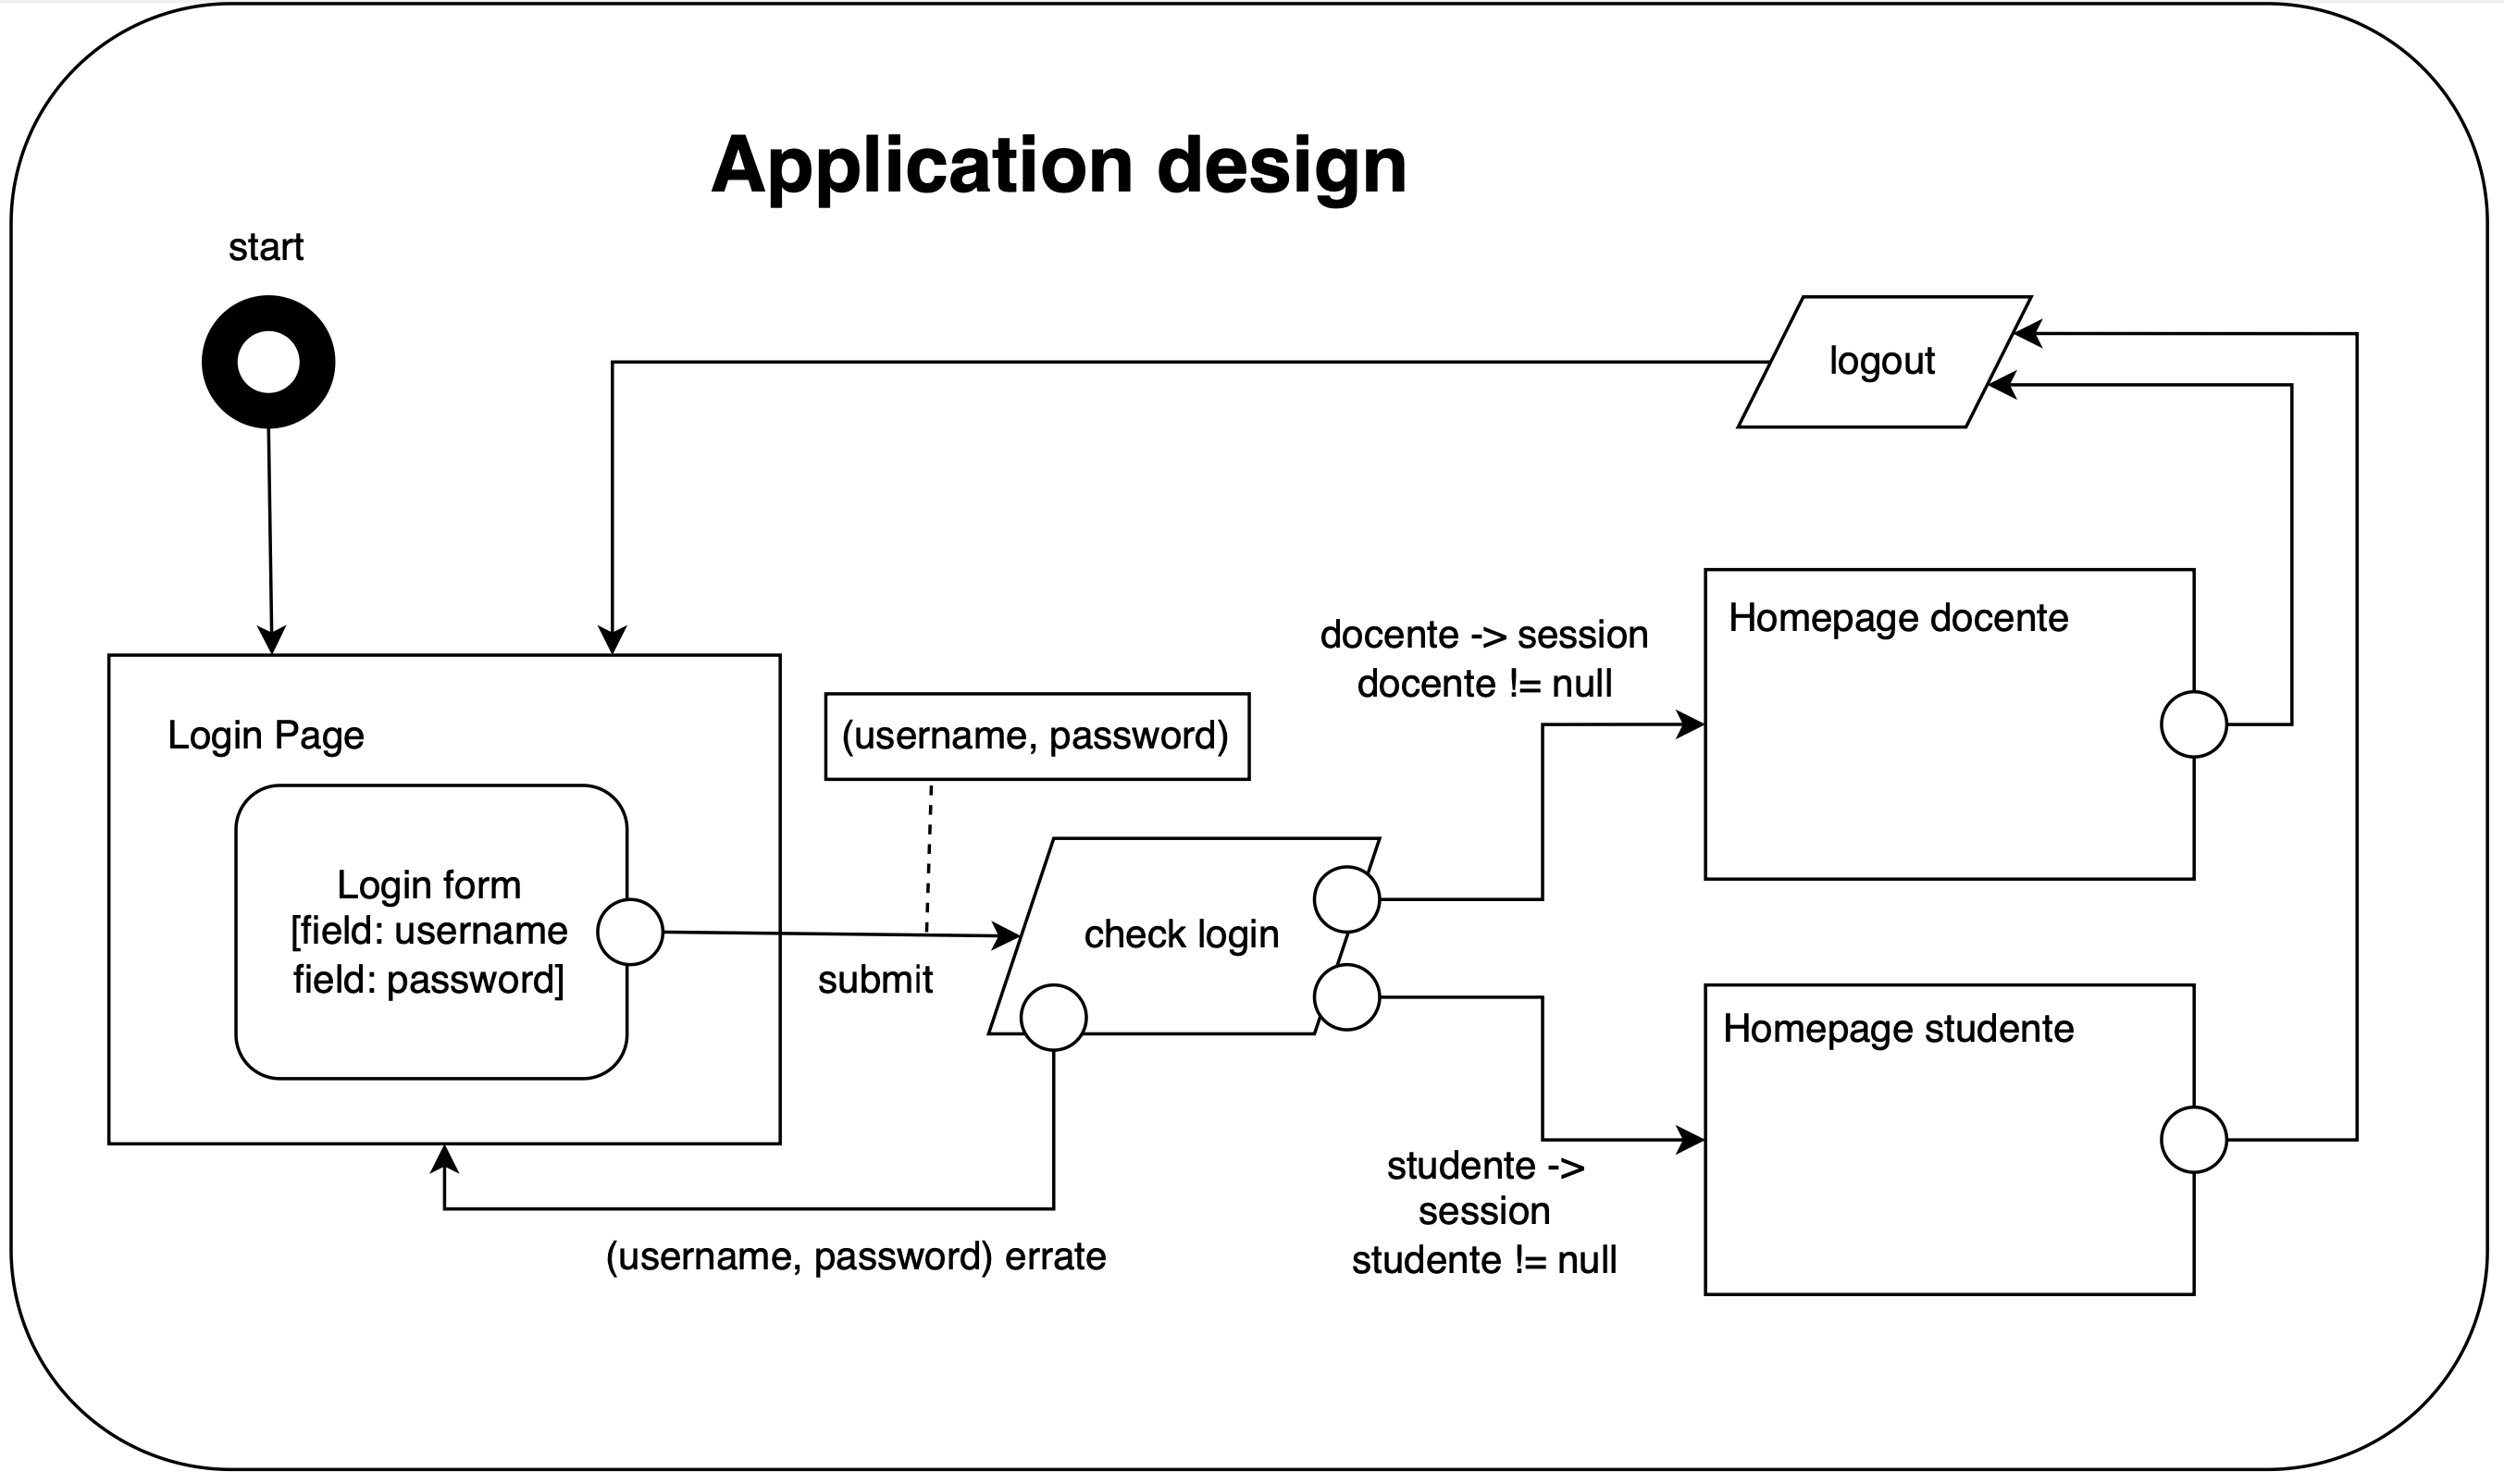 Application design
start
logout
Homepage docente
docente -> session
docente != null
Login Page
(username, password)
Login form
[field: username
field: password]
submit
check login
Homepage studente
studente ->
session
studente != null
(username, password) errate